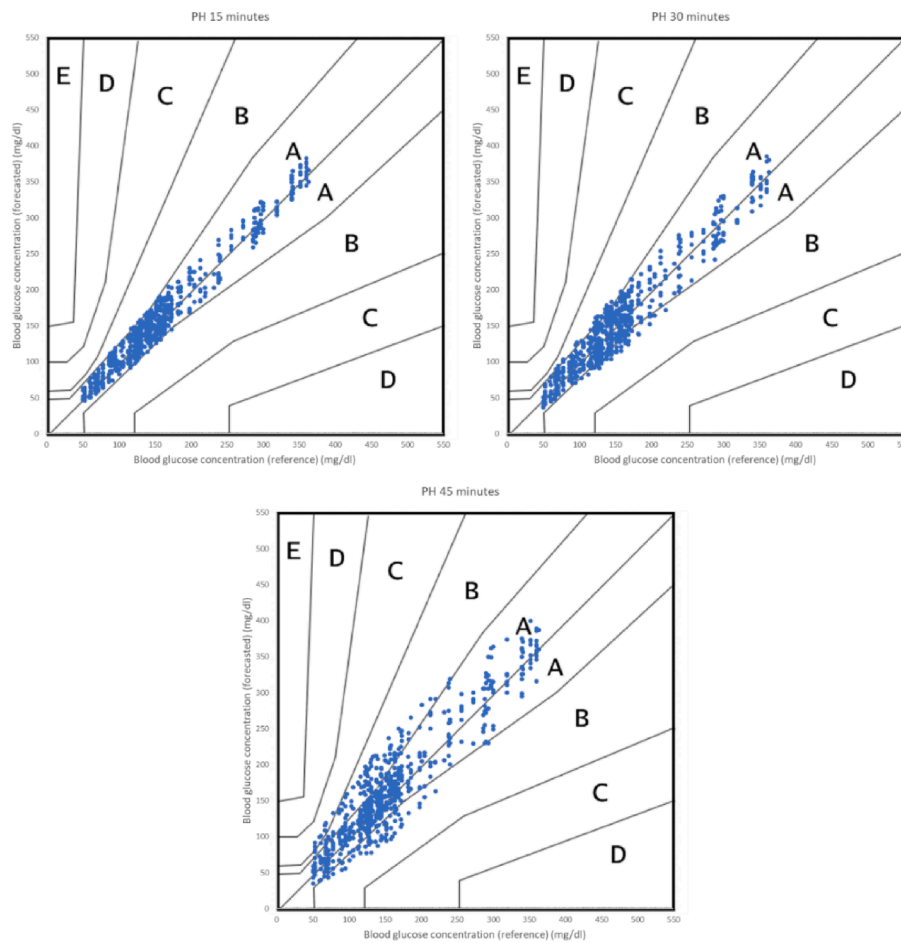 PH 15 minutes
Blood glucose concentration (forecasted) (mg/dl)
550
500
450
400
350
300
250
200
150
100
50
0
E
D
C
B
A
A
B
C
D
0 50 100 150 200 250 300 350 400 450 500 550
Blood glucose concentration (reference) (mg/dl)
PH 30 minutes
Blood glucose concentration (forecasted) (mg/dl)
550
500
450
400
350
300
250
200
150
100
50
0
E
D
C
B
A
A
B
C
D
0 50 100 150 200 250 300 350 400 450 500 550
Blood glucose concentration (reference) (mg/dl)
PH 45 minutes
Blood glucose concentration (forecasted) (mg/dl)
550
500
450
400
350
300
250
200
150
100
50
0
E
D
C
B
A
A
B
C
D
0 50 100 150 200 250 300 350 400 450 500 550
Blood glucose concentration (reference) (mg/dl)